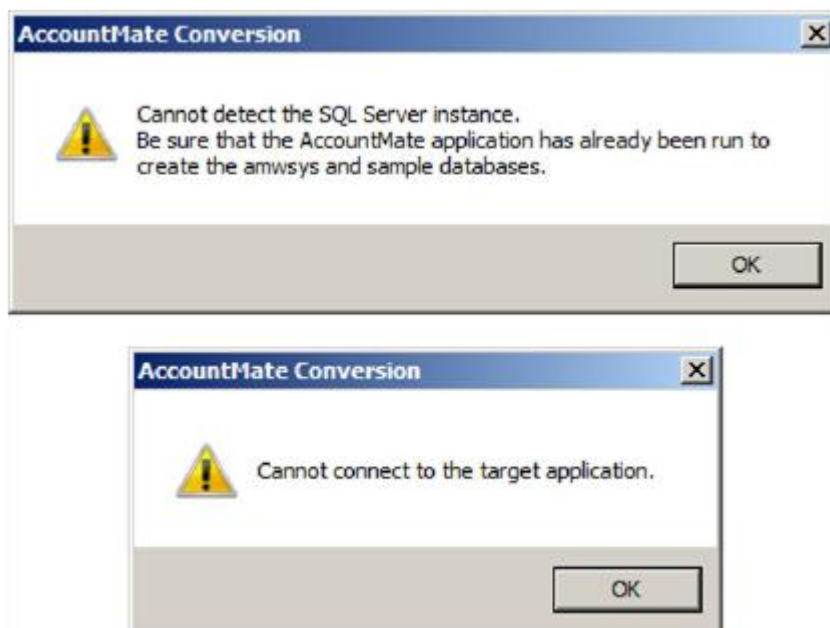 AccountMate Conversion
Cannot detect the SQL Server instance.
Be sure that the AccountMate application has already been run to
create the amwsys and sample databases.
OK
AccountMate Conversion
Cannot connect to the target application.
OK